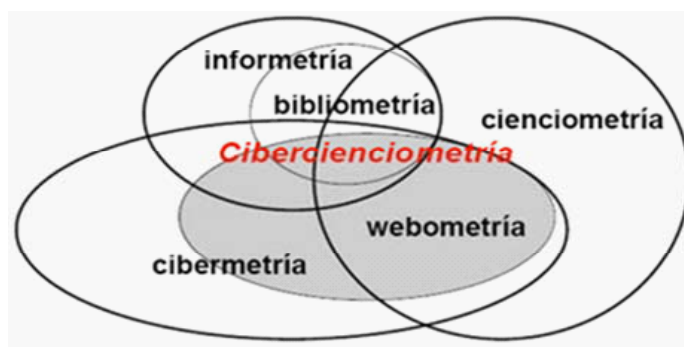 informetría
bibliometría
cienciometría
Cibercienciometría
webometría
cibermetría